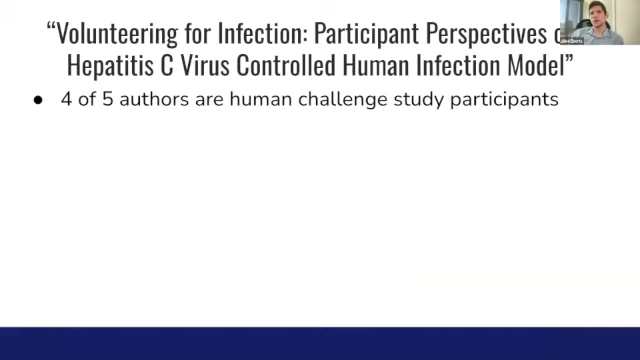 “Volunteering for Infection: Participant Perspectives o
Hepatitis C Virus Controlled Human Infection Model”
● 4 of 5 authors are human challenge study participants